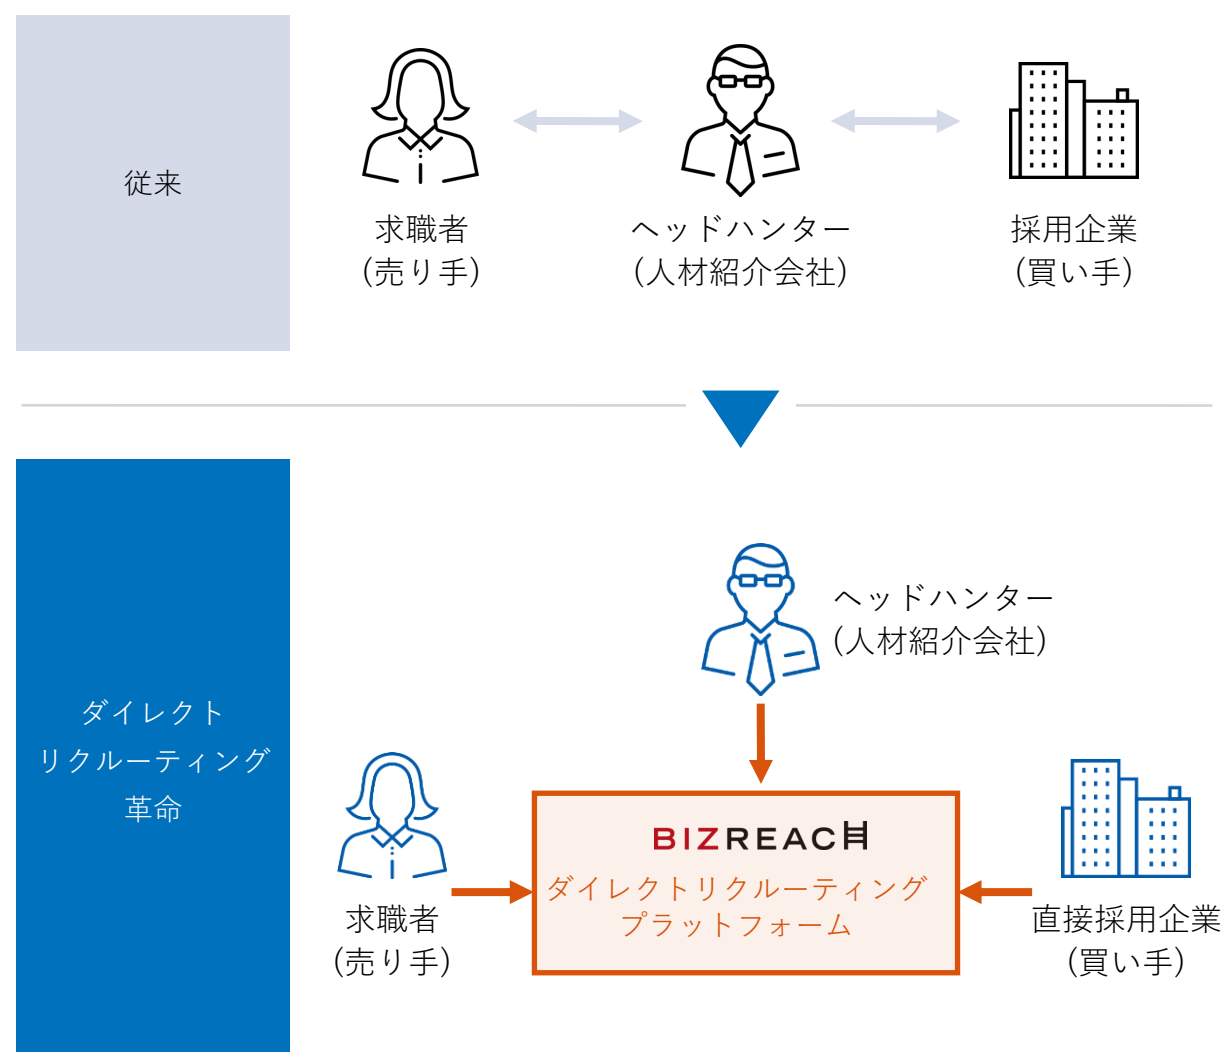 従来
求職者
(売り手)
ヘッドハンター
(人材紹介会社)
採用企業
(買い手)
ダイレクト
リクルーティング
革命
ヘッドハンター
(人材紹介会社)
求職者
(売り手)
BIZREACH
ダイレクトリクルーティング
プラットフォーム
直接採用企業
(買い手)